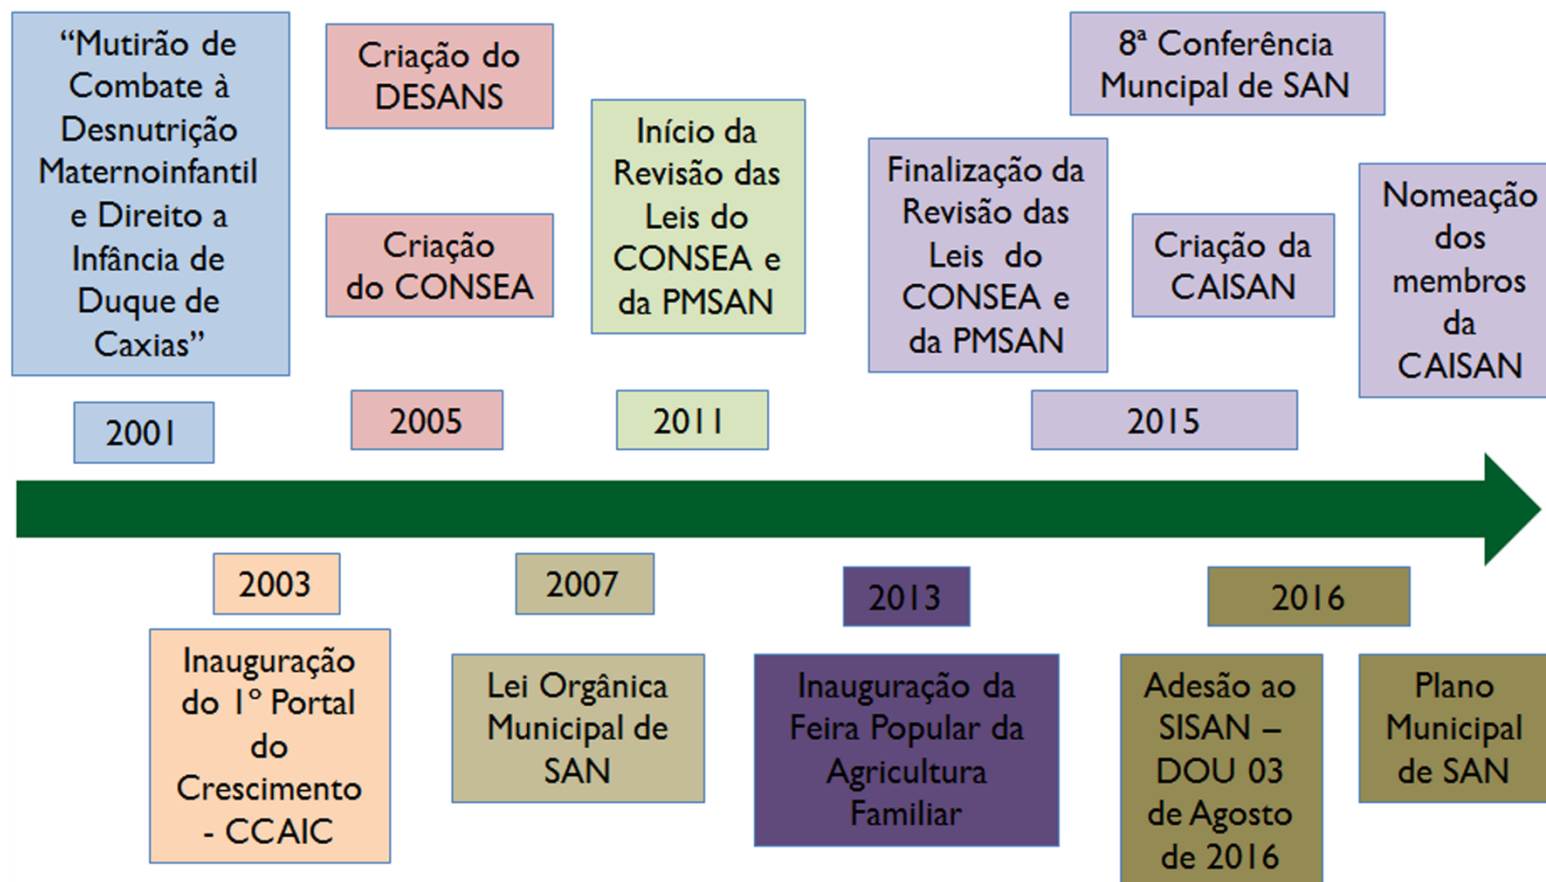 “Mutirão de
Combate à
Desnutrição
Maternoinfantil
e Direito a
Infância de
Duque de
Caxias”
2001
Criação do
DESANS
Criação
do CONSEA
2005
Início da
Revisão das
Leis do
CONSEA e
da PMSAN
2011
Finalização da
Revisão das
Leis do
CONSEA e
da PMSAN
8ª Conferência
Muncipal de SAN
Criação da
CAISAN
Nomeação
dos
membros
da
CAISAN
2015
2003
Inauguração
do 1º Portal
do
Crescimento
- CCAIC
2007
Lei Orgânica
Municipal de
SAN
2013
Inauguração da
Feira Popular da
Agricultura
Familiar
2016
Adesão ao
SISAN –
DOU 03
de Agosto
de 2016
Plano
Municipal
de SAN